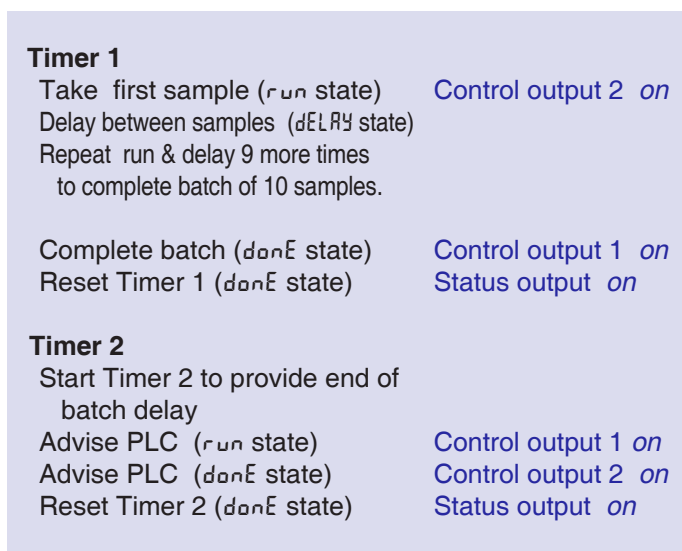 Timer 1
Take first sample (run state) Control output 2 on
Delay between samples (dELAY state)
Repeat run & delay 9 more times
to complete batch of 10 samples.
Complete batch (donE state) Control output 1 on
Reset Timer 1 (donE state) Status output on
Timer 2
Start Timer 2 to provide end of
batch delay
Advise PLC (run state) Control output 1 on
Advise PLC (donE state) Control output 2 on
Reset Timer 2 (donE state) Status output on